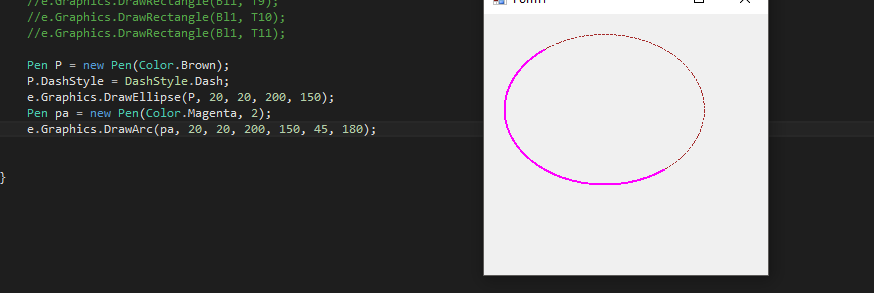 //e.Graphics.DrawRectangle(Bl1, T9);
//e.Graphics.DrawRectangle(Bl1, T10);
//e.Graphics.DrawRectangle(Bl1, T11);
Pen P = new Pen(Color.Brown);
P.DashStyle = DashStyle.Dash;
e.Graphics.DrawEllipse(P, 20, 20, 200, 150);
Pen pa = new Pen(Color.Magenta, 2);
e.Graphics.DrawArc(pa, 20, 20, 200, 150, 45, 180);
}